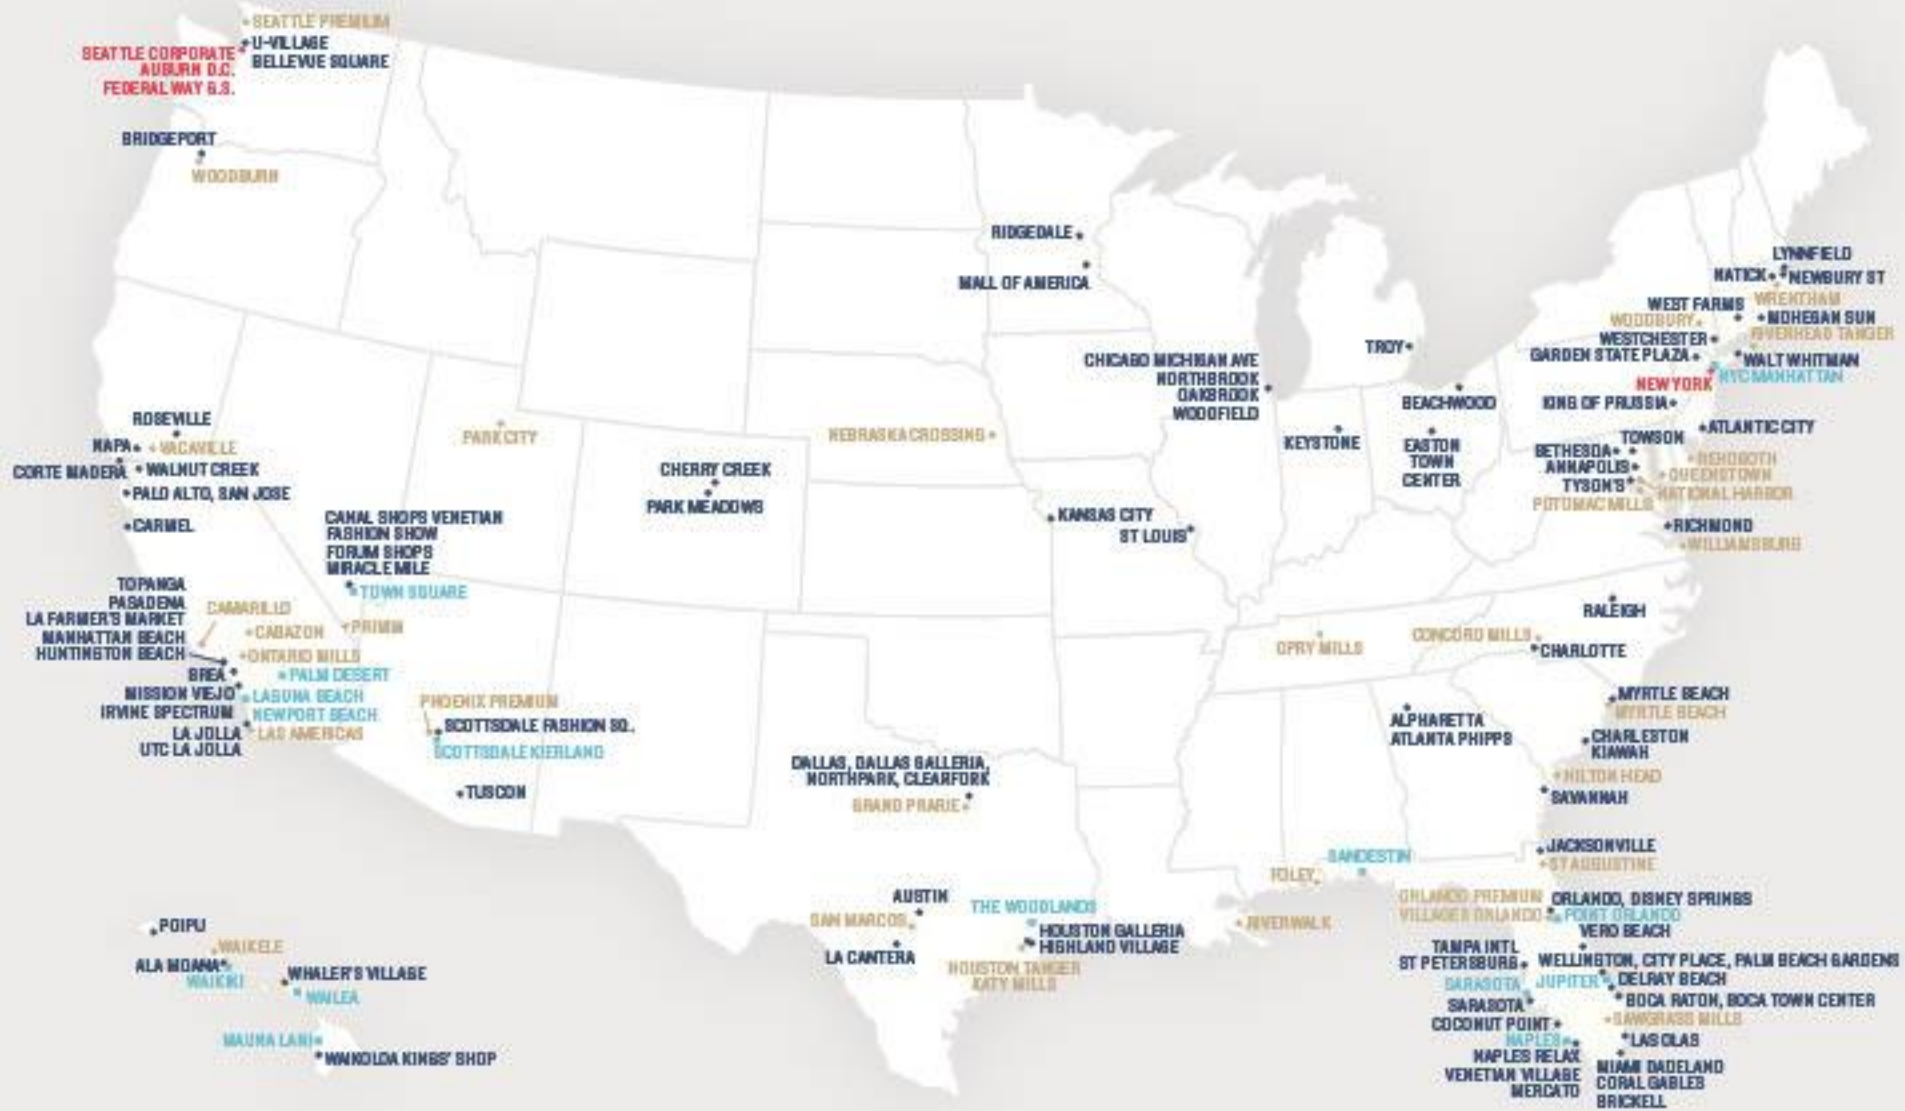 SEATTLE PREMIUM
U-VILLAGE
BELLEVUE SQUARE
SEATTLE CORPORATE
AUBURN D.C.
FEDERAL WAY G.S.
BRIDGEPORT
WOODBURN
RIDGEDALE
MALL OF AMERICA
LYNNFIELD
NATICK
NEWBURY ST
WRENTHAM
WEST FARMS
MOHEGAN SUN
WOODBURY
RIVERHEAD TANGER
WESTCHESTER
GARDEN STATE PLAZA
WALT WHITMAN
NYC MANHATTAN
NEW YORK
KING OF PRUSSIA
TROY
CHICAGO MICHIGAN AVE
NORTHBROOK
OAKBROOK
WOODFIELD
BEACHWOOD
KEYSTONE
EASTON
TOWN
CENTER
ATLANTIC CITY
TOWSON
BETHESDA
ANNAPOLIS
TYSON'S
REHOBOTH
QUEENSTOWN
NATIONAL HARBOR
POTOMAC MILLS
RICHMOND
WILLIAMSBURG
ROSEVILLE
NAPA
VACAVILLE
CORTE MADERA
WALNUT CREEK
PALO ALTO, SAN JOSE
CARMEL
PARK CITY
NEBRASKA CROSSING
CHERRY CREEK
PARK MEADOWS
KANSAS CITY
ST LOUIS
CANAL SHOPS VENETIAN
FASHION SHOW
FORUM SHOPS
MIRACLE MILE
TOWN SQUARE
TOPANGA
PASADENA
LA FARMER'S MARKET
MANHATTAN BEACH
HUNTINGTON BEACH
CAMARILLO
CABAZON
PRIMM
ONTARIO MILLS
BREA
PALM DESERT
MISSION VIEJO
IRVINE SPECTRUM
LAGUNA BEACH
NEWPORT BEACH
LA JOLLA
UTC LA JOLLA
LAS AMERICAS
PHOENIX PREMIUM
SCOTTSDALE FASHION SQ.
SCOTTSDALE KIERLAND
TUSCON
RALEIGH
OPRY MILLS
CONCORD MILLS
CHARLOTTE
MYRTLE BEACH
MYRTLE BEACH
ALPHARETTA
ATLANTA PHIPPS
CHARLESTON
KIAWAH
HILTON HEAD
SAVANNAH
DALLAS, DALLAS GALLERIA,
NORTHPARK, CLEARFORK
GRAND PRARIE
JACKSONVILLE
ST AUGUSTINE
SANDESTIN
FOLEY
RIVERWALK
AUSTIN
SAN MARCOS
LA CANTERA
THE WOODLANDS
HOUSTON GALLERIA
HIGHLAND VILLAGE
HOUSTON TANGER
KATY MILLS
ORLANDO PREMIUM
VILLAGES ORLANDO
ORLANDO, DISNEY SPRINGS
POINT ORLANDO
VERO BEACH
TAMPA INTL
ST PETERSBURG
WELLINGTON, CITY PLACE, PALM BEACH GARDENS
SARASOTA
JUPITER
DELRAY BEACH
SARASOTA
BOCA RATON, BOCA TOWN CENTER
COCONUT POINT
SAWGRASS MILLS
NAPLES
LAS OLAS
NAPLES RELAX
VENETIAN VILLAGE
MERCATO
MIAMI DADELAND
CORAL GABLES
BRICKELL
POIPU
WAIKELE
ALA MOANA
WAIKIKI
WHALER'S VILLAGE
WAILEA
MAUNA LANI
WAIKOLOA KINGS' SHOP